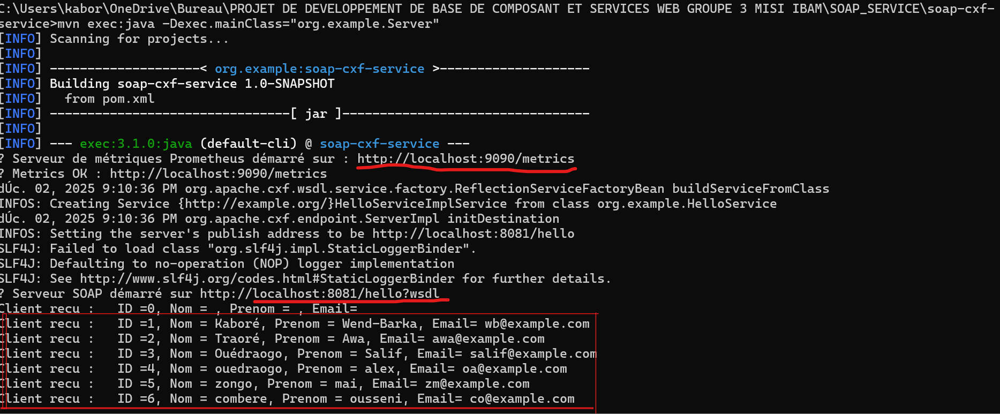 C:\Users\kabor\OneDrive\Bureau\PROJET DE DEVELOPPEMENT DE BASE DE COMPOSANT ET SERVICES WEB GROUPE 3 MISI IBAM\SOAP_SERVICE\soap-cxf-
service>mvn exec:java -Dexec.mainClass="org.example.Server"
[INFO] Scanning for projects...
[INFO]
[INFO] --------------------< org.example:soap-cxf-service >--------------------
[INFO] Building soap-cxf-service 1.0-SNAPSHOT
[INFO]   from pom.xml
[INFO] --------------------------------[ jar ]---------------------------------
[INFO]
[INFO] --- exec:3.1.0:java (default-cli) @ soap-cxf-service ---
? Serveur de métriques Prometheus démarré sur : http://localhost:9090/metrics
? Metrics OK : http://localhost:9090/metrics
dÚc. 02, 2025 9:10:36 PM org.apache.cxf.wsdl.service.factory.ReflectionServiceFactoryBean buildServiceFromClass
INFOS: Creating Service {http://example.org/}HelloServiceImplService from class org.example.HelloService
dÚc. 02, 2025 9:10:36 PM org.apache.cxf.endpoint.ServerImpl initDestination
INFOS: Setting the server's publish address to be http://localhost:8081/hello
SLF4J: Failed to load class "org.slf4j.impl.StaticLoggerBinder".
SLF4J: Defaulting to no-operation (NOP) logger implementation
SLF4J: See http://www.slf4j.org/codes.html#StaticLoggerBinder for further details.
? Serveur SOAP démarré sur http://localhost:8081/hello?wsdl
Client recu :   ID =0, Nom = , Prenom = , Email=
Client recu :   ID =1, Nom = Kaboré, Prenom = Wend-Barka, Email= wb@example.com
Client recu :   ID =2, Nom = Traoré, Prenom = Awa, Email= awa@example.com
Client recu :   ID =3, Nom = Ouédraogo, Prenom = Salif, Email= salif@example.com
Client recu :   ID =4, Nom = ouedraogo, Prenom = alex, Email= oa@example.com
Client recu :   ID =5, Nom = zongo, Prenom = mai, Email= zm@example.com
Client recu :   ID =6, Nom = combere, Prenom = ousseni, Email= co@example.com